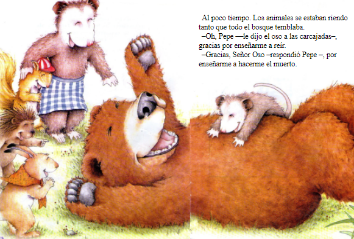 Al poco tiempo. Los animales se estaban riendo
tanto que todo el bosque temblaba.
–Oh, Pepe —le dijo el oso a las carcajadas–,
gracias por enseñarme a reír.
–Gracias, Señor Oso –respondió Pepe –, por
enseñarme a hacerme el muerto.